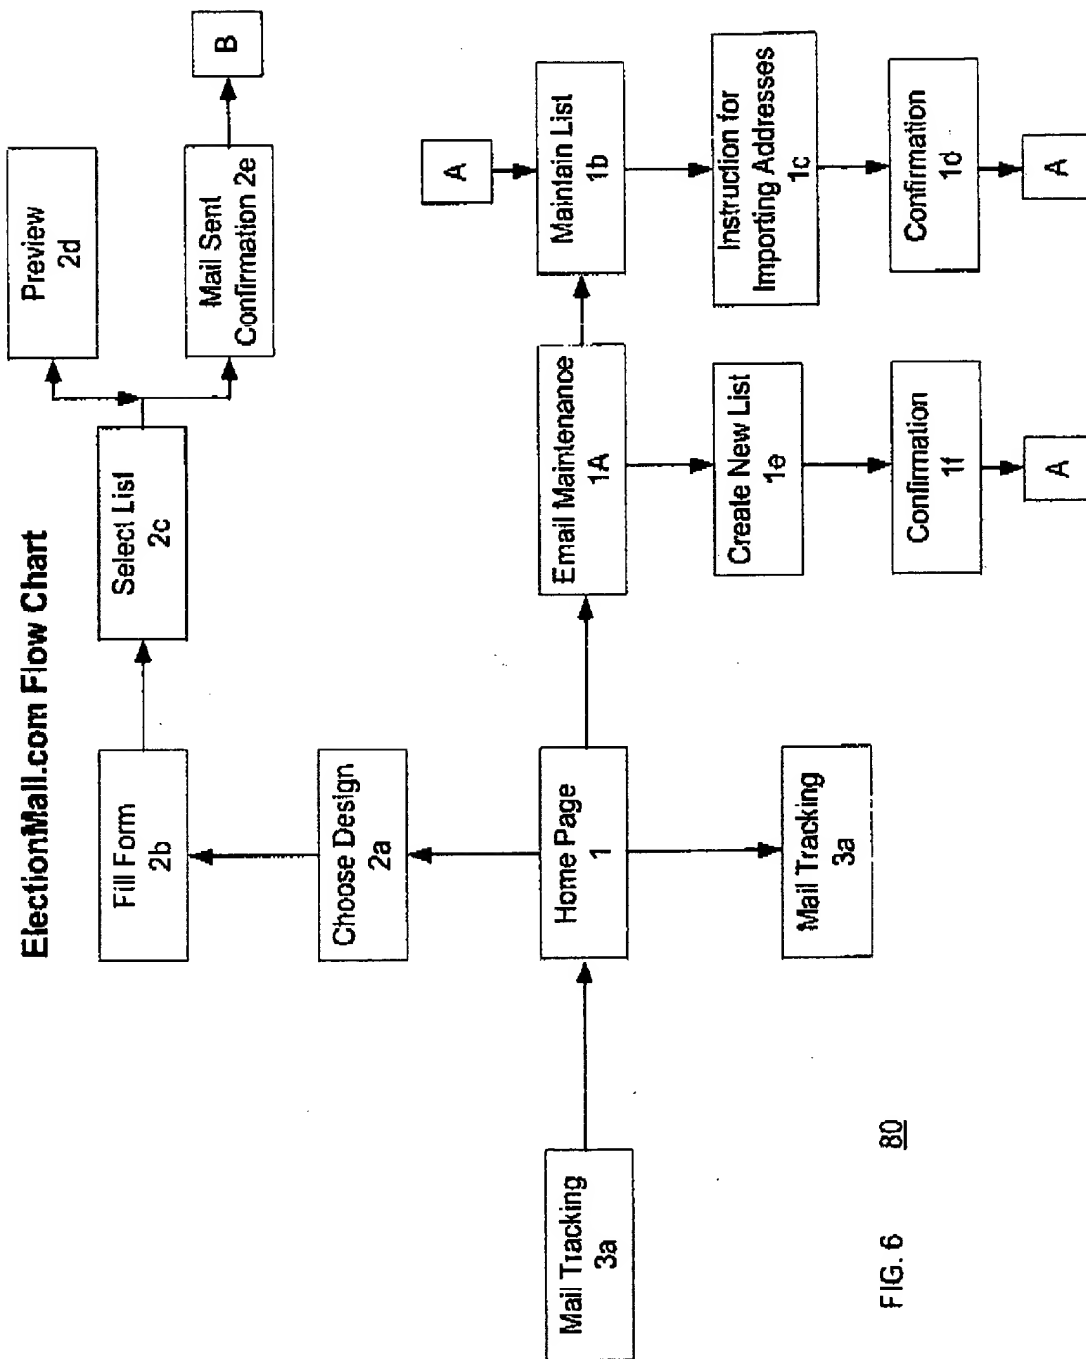 ElectionMall.com Flow Chart
Preview
2d
Mail Sent
Confirmation 2e
B
Select List
2c
Fill Form
2b
Choose Design
2a
Home Page
1
Mail Tracking
3a
Mail Tracking
3a
Email Maintenance
1A
Create New List
1e
Confirmation
1f
A
A
Maintain List
1b
Instruction for
Importing Addresses
1c
Confirmation
1d
A
FIG. 6
80